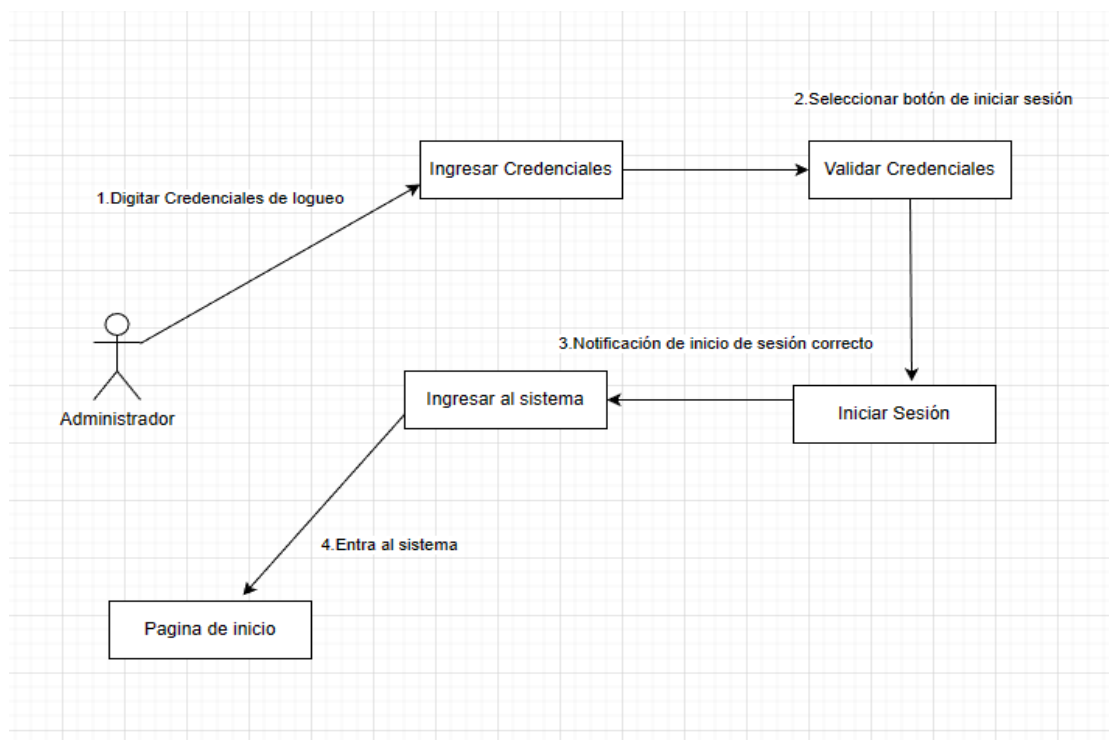 2.Seleccionar botón de iniciar sesión
Ingresar Credenciales
Validar Credenciales
1.Digitar Credenciales de logueo
3.Notificación de inicio de sesión correcto
Ingresar al sistema
Iniciar Sesión
Administrador
4.Entra al sistema
Pagina de inicio